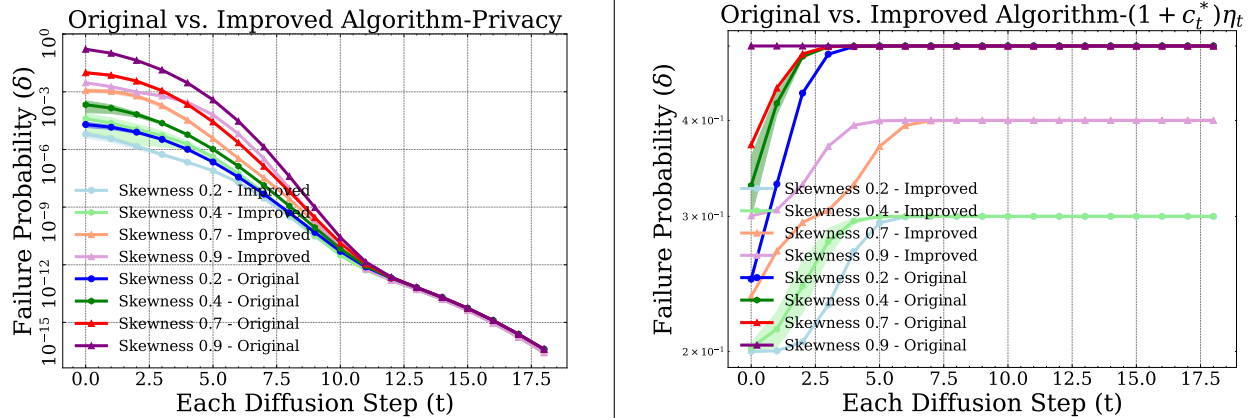 Original vs. Improved Algorithm-Privacy
Failure Probability (δ)
10⁰
10⁻³
10⁻⁶
10⁻⁹
10⁻¹²
10⁻¹⁵
Skewness 0.2 - Improved
Skewness 0.4 - Improved
Skewness 0.7 - Improved
Skewness 0.9 - Improved
Skewness 0.2 - Original
Skewness 0.4 - Original
Skewness 0.7 - Original
Skewness 0.9 - Original
0.0 2.5 5.0 7.5 10.0 12.5 15.0 17.5
Each Diffusion Step (t)
Original vs. Improved Algorithm-(1 + c*ₜ)ηₜ
Failure Probability (δ)
4 × 10⁻¹
3 × 10⁻¹
2 × 10⁻¹
Skewness 0.2 - Improved
Skewness 0.4 - Improved
Skewness 0.7 - Improved
Skewness 0.9 - Improved
Skewness 0.2 - Original
Skewness 0.4 - Original
Skewness 0.7 - Original
Skewness 0.9 - Original
0.0 2.5 5.0 7.5 10.0 12.5 15.0 17.5
Each Diffusion Step (t)